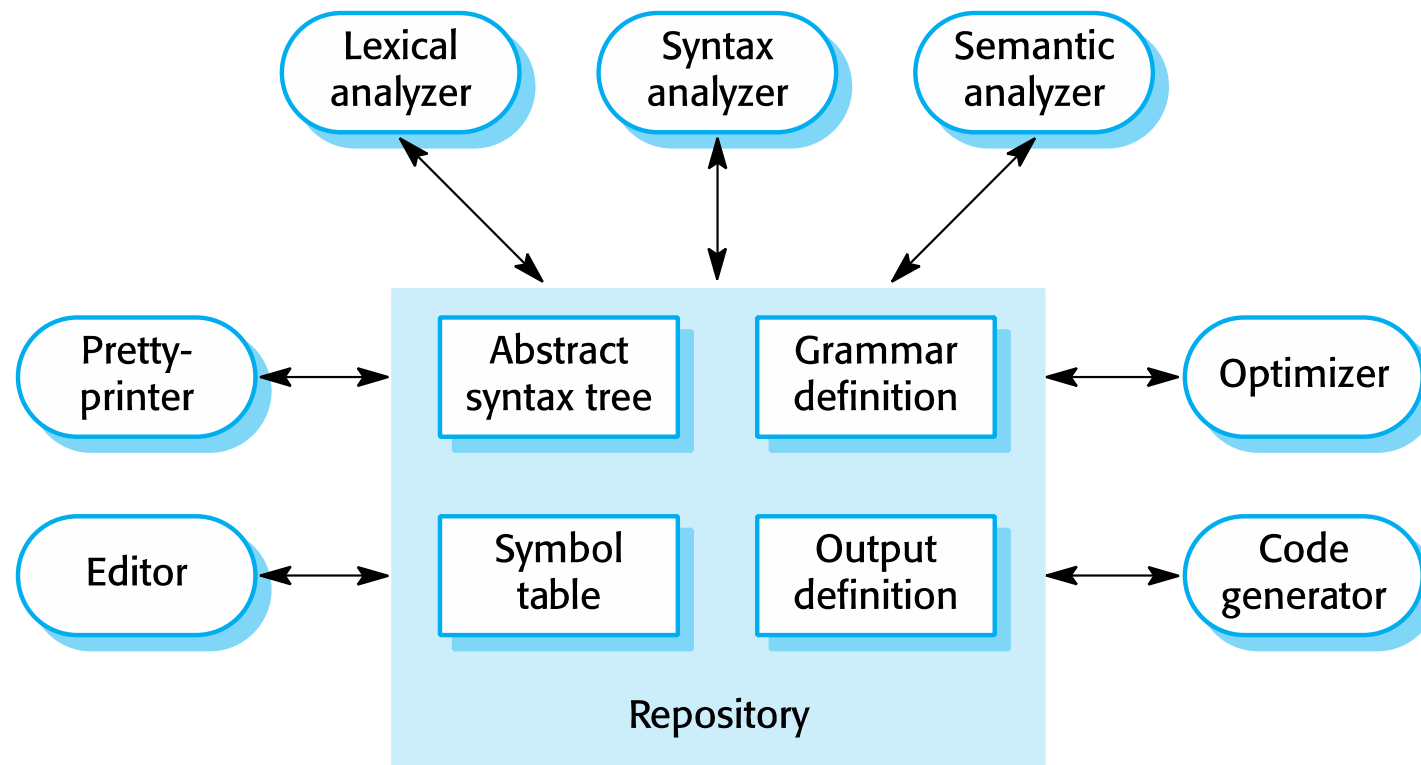 Lexical
analyzer
Syntax
analyzer
Semantic
analyzer
Pretty-
printer
Abstract
syntax tree
Grammar
definition
Optimizer
Editor
Symbol
table
Output
definition
Code
generator
Repository